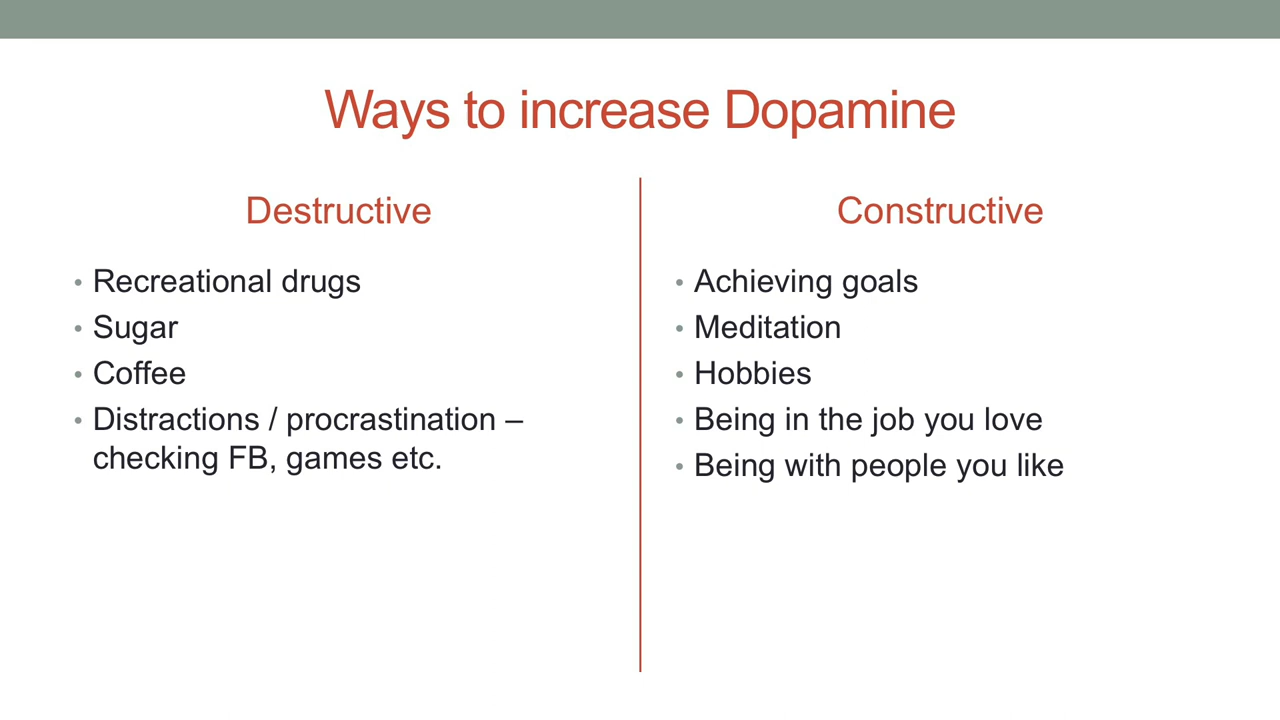 Ways to increase Dopamine
Destructive
• Recreational drugs
• Sugar
• Coffee
• Distractions / procrastination –
checking FB, games etc.
Constructive
• Achieving goals
• Meditation
• Hobbies
• Being in the job you love
• Being with people you like